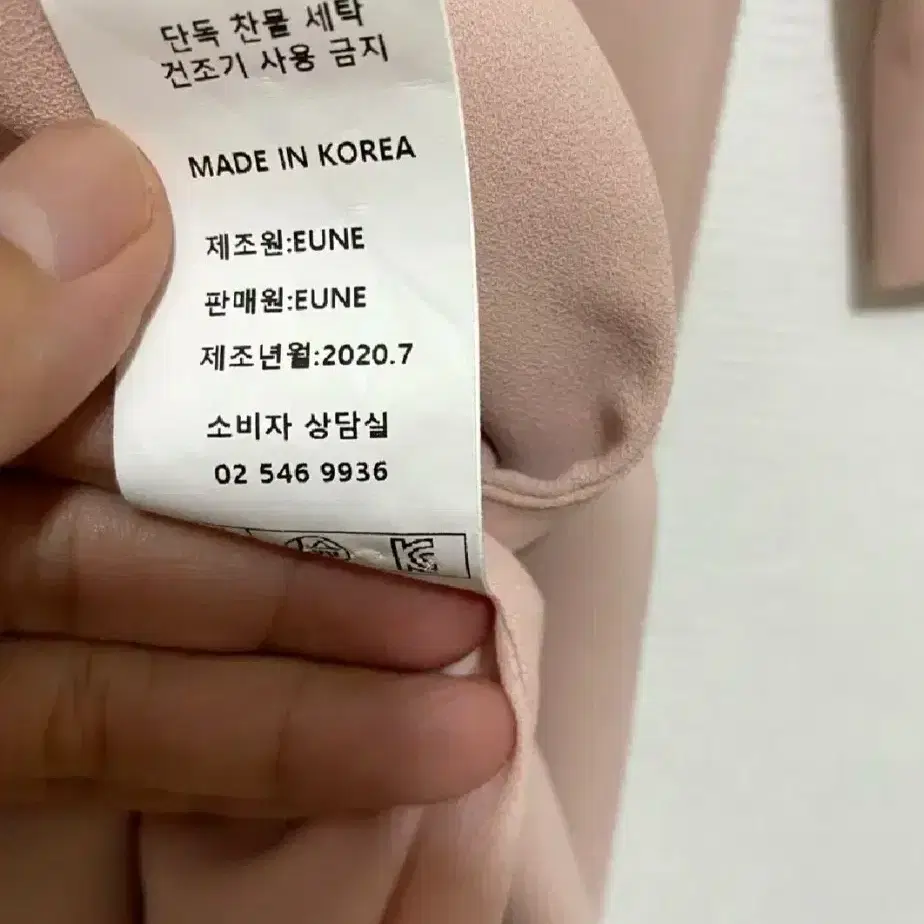 단독 찬물 세탁
건조기 사용 금지
MADE IN KOREA
제조원:EUNE
판매원:EUNE
제조년월:2020.7
소비자 상담실
02 546 9936